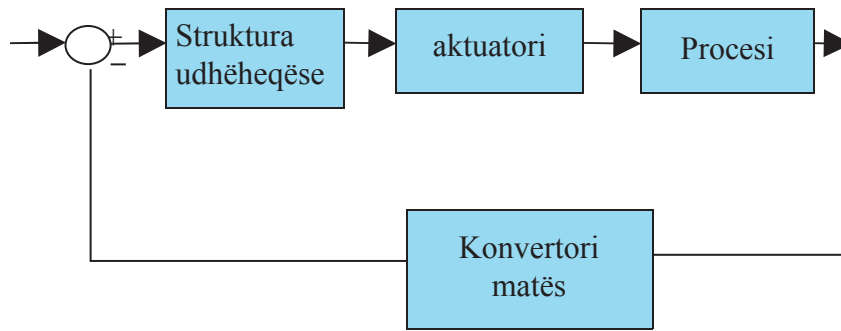 +
−
Struktura
udhëheqëse
aktuatori
Procesi
Konvertori
matës